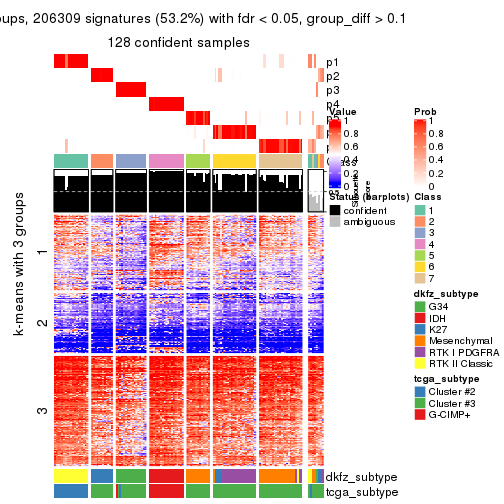 oups, 206309 signatures (53.2%) with fdr < 0.05, group_diff > 0.1
128 confident samples
p1
p2
p3
p4
Value
1
0.8
0.6
0.4
0.2
0
Prob
1
0.8
0.6
0.4
0.2
0
Status (barplots)
confident
ambiguous
Class
1
2
3
4
5
6
7
dkfz_subtype
G34
IDH
K27
Mesenchymal
RTK I PDGFRA
RTK II Classic
tcga_subtype
Cluster #2
Cluster #3
G-CIMP+
k-means with 3 groups
1
2
3
dkfz_subtype
tcga_subtype